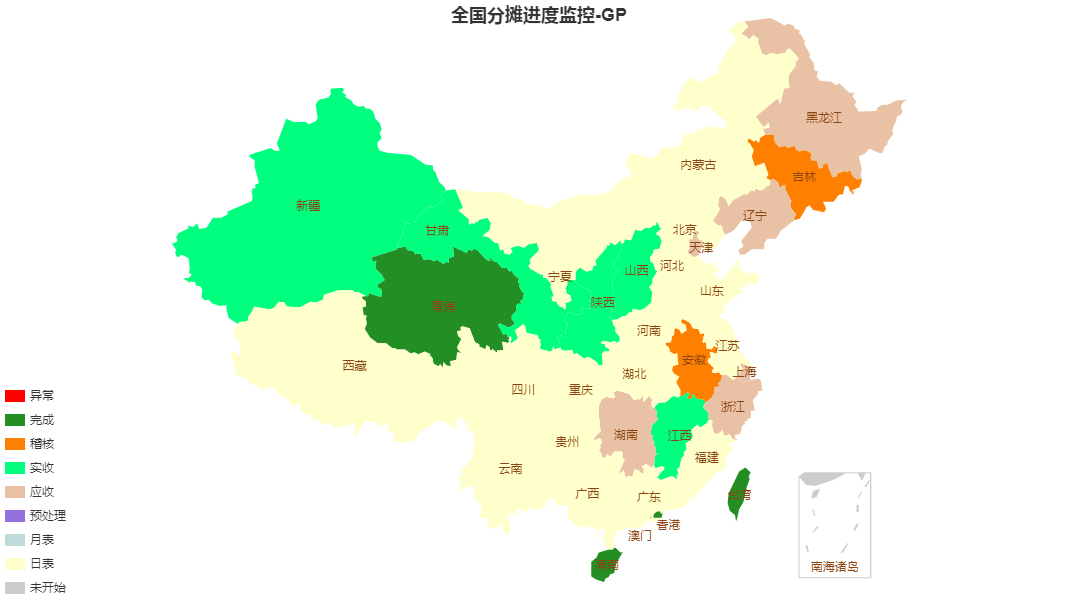 全国分摊进度监控-GP
黑龙江
内蒙古
吉林
新疆
辽宁
甘肃
北京
天津
河北
山西
宁夏
山东
陕西
青海
河南
江苏
安徽
西藏
上海
湖北
四川
重庆
浙江
湖南
江西
贵州
福建
云南
广西
广东
台湾
香港
澳门
海南
南海诸岛
异常
完成
稽核
实收
应收
预处理
月表
日表
未开始